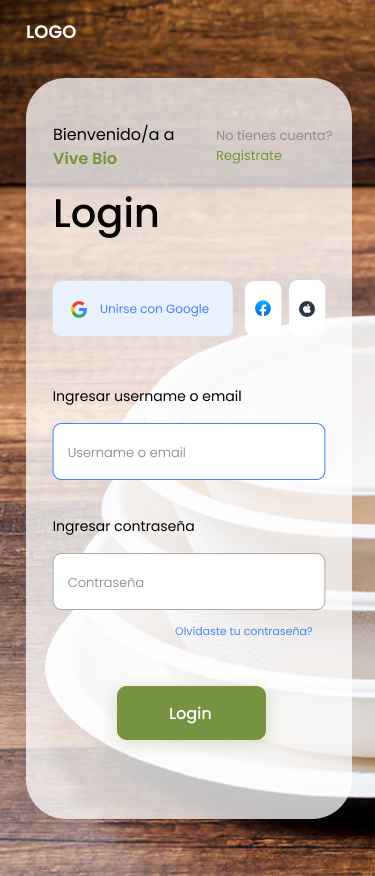 LOGO
Bienvenido/a a
Vive Bio
No tienes cuenta?
Registrate
Login
Unirse con Google
Ingresar username o email
Username o email
Ingresar contraseña
Contraseña
Olvidaste tu contraseña?
Login